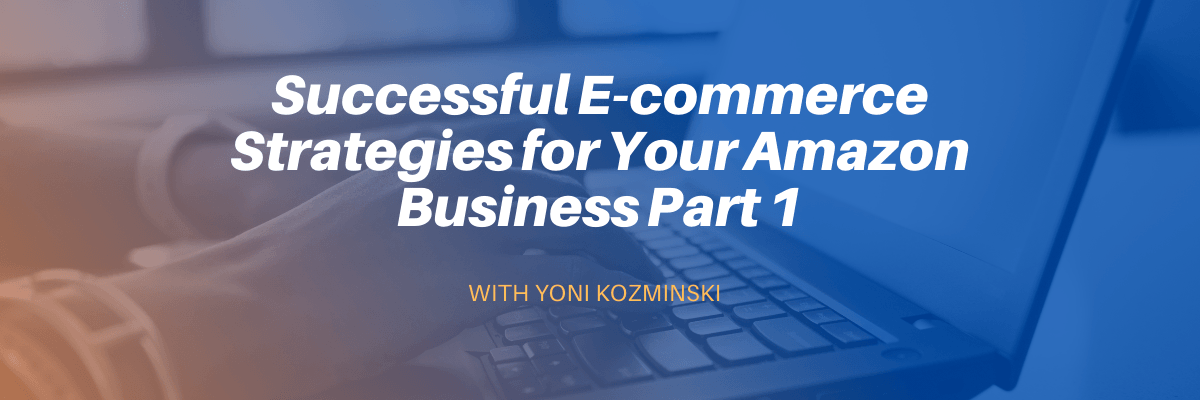 Successful E-commerce
Strategies for Your Amazon
Business Part 1
WITH YONI KOZMINSKI